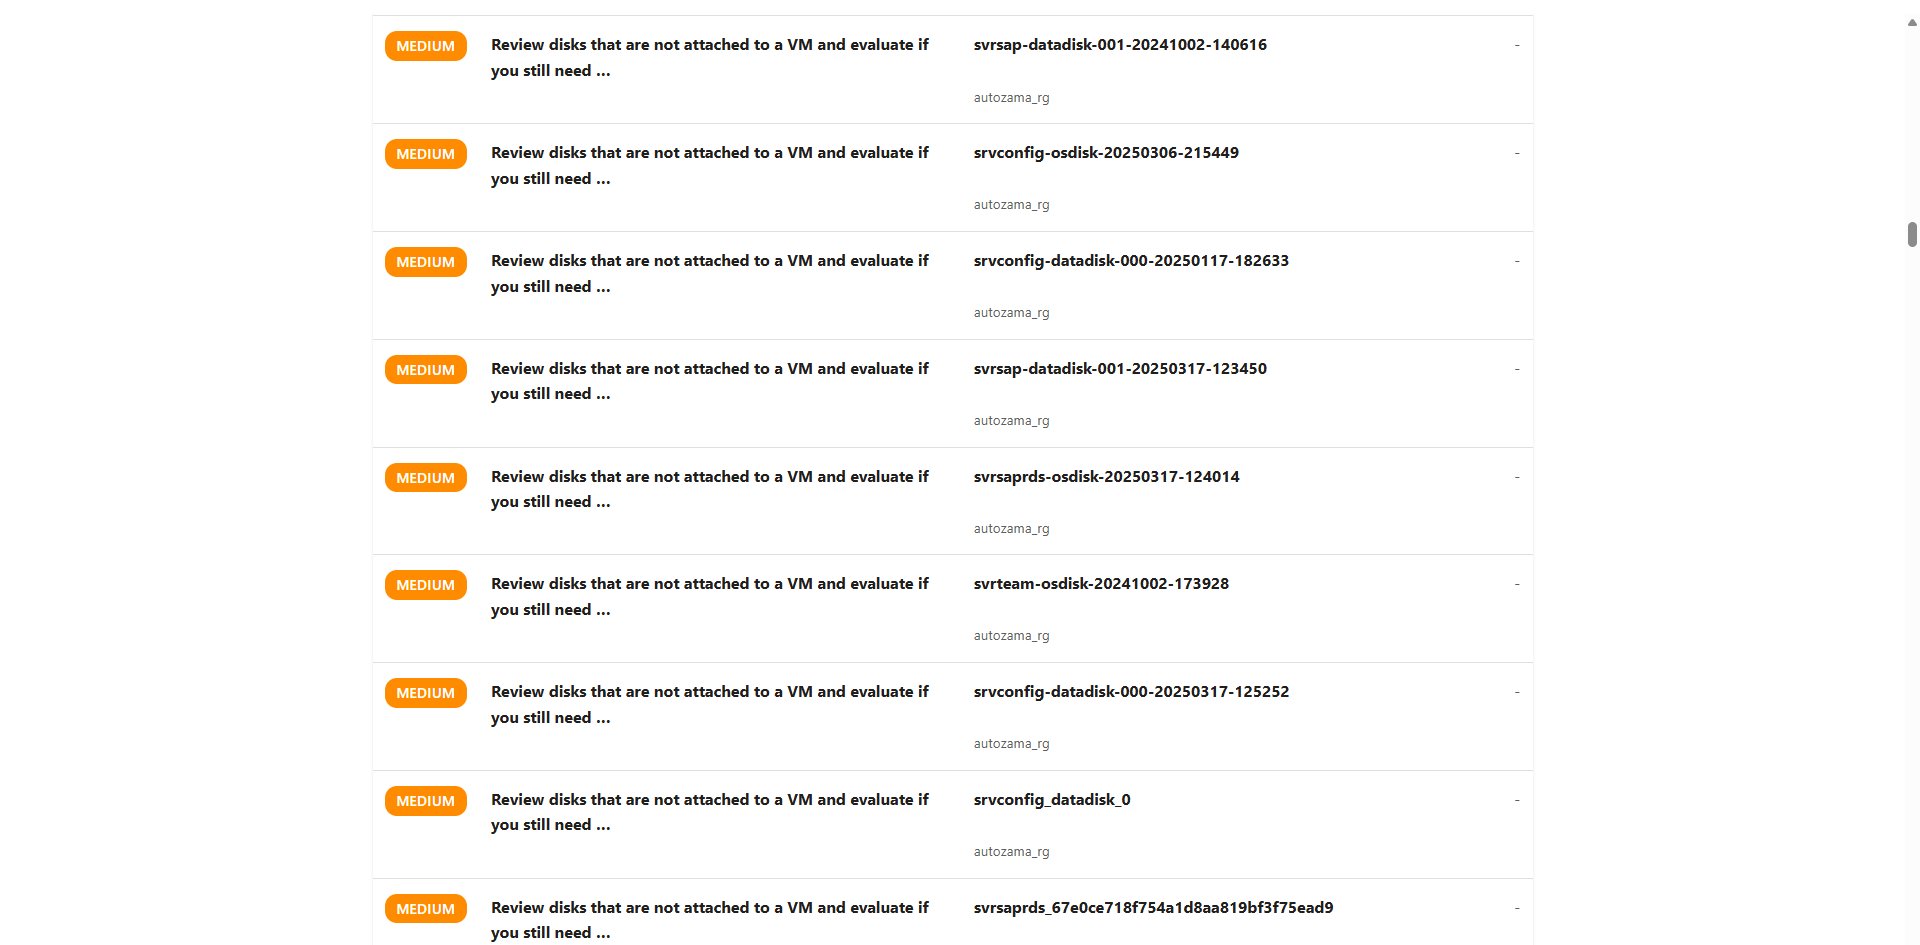 MEDIUM Review disks that are not attached to a VM and evaluate if svrsap-datadisk-001-20241002-140616 -
you still need ...
autozama_rg
MEDIUM Review disks that are not attached to a VM and evaluate if srvconfig-osdisk-20250306-215449 -
you still need ...
autozama_rg
MEDIUM Review disks that are not attached to a VM and evaluate if srvconfig-datadisk-000-20250117-182633 -
you still need ...
autozama_rg
MEDIUM Review disks that are not attached to a VM and evaluate if svrsap-datadisk-001-20250317-123450 -
you still need ...
autozama_rg
MEDIUM Review disks that are not attached to a VM and evaluate if svrsaprds-osdisk-20250317-124014 -
you still need ...
autozama_rg
MEDIUM Review disks that are not attached to a VM and evaluate if svrteam-osdisk-20241002-173928 -
you still need ...
autozama_rg
MEDIUM Review disks that are not attached to a VM and evaluate if srvconfig-datadisk-000-20250317-125252 -
you still need ...
autozama_rg
MEDIUM Review disks that are not attached to a VM and evaluate if srvconfig_datadisk_0 -
you still need ...
autozama_rg
MEDIUM Review disks that are not attached to a VM and evaluate if svrsaprds_67e0ce718f754a1d8aa819bf3f75ead9 -
you still need ...